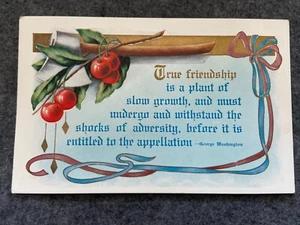 True friendship
is a plant of
slow growth, and must
undergo and withstand the
shocks of adversity, before it is
entitled to the appellation —George Washington